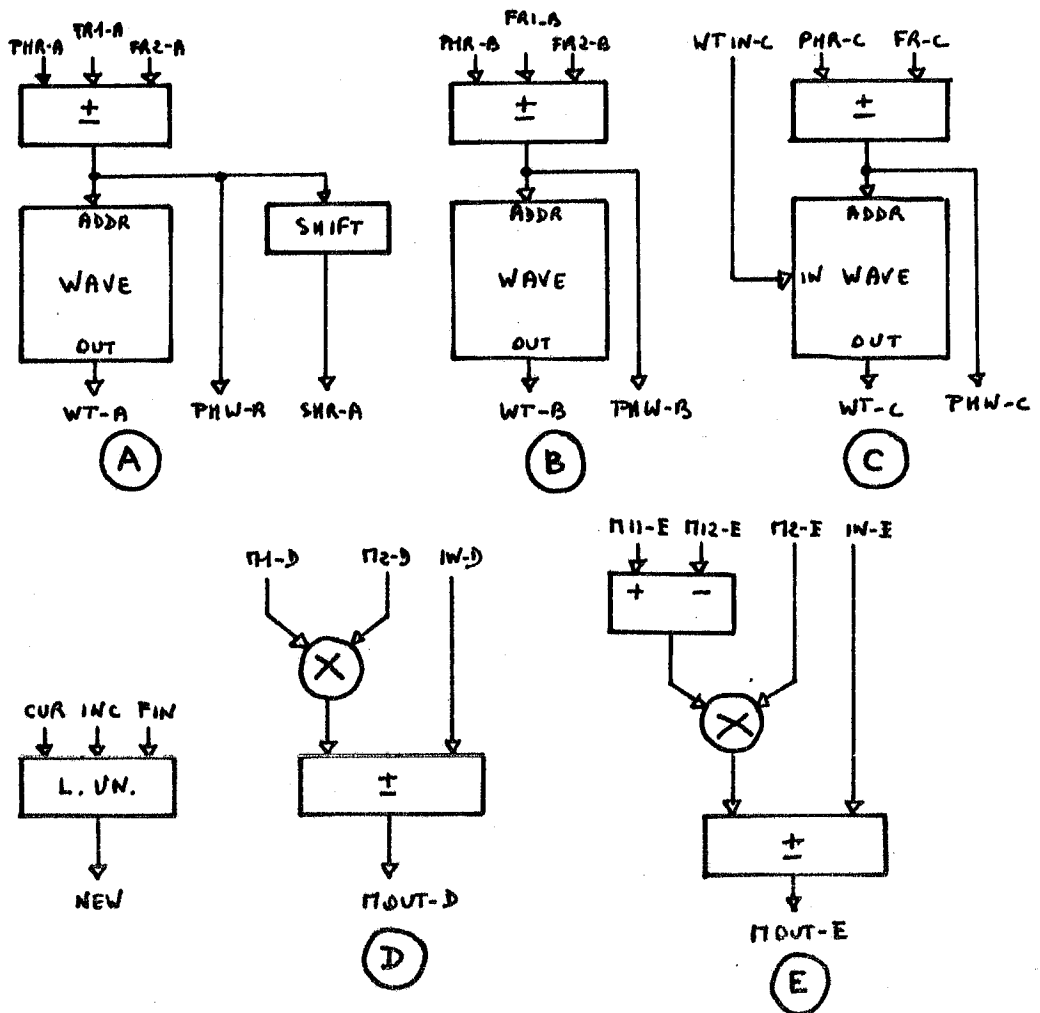 PHR-A FR1-A FR2-A
±
ADDR
WAVE
OUT
SHIFT
WT-A PHW-A SHR-A
A
PHR-B FR1-B FR2-B
±
ADDR
WAVE
OUT
WT-B PHW-B
B
WTIN-C PHR-C FR-C
±
ADDR
IN WAVE
OUT
WT-C PHW-C
C
CUR INC FIN
L. UN.
NEW
M1-D M2-D IN-D
×
±
MOUT-D
D
M11-E M12-E M2-E IN-E
+ −
×
±
MOUT-E
E